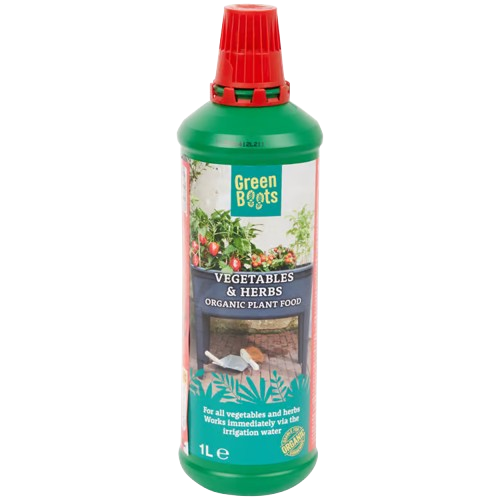 Green
Boots
VEGETABLES
& HERBS
ORGANIC PLANT FOOD
For all vegetables and herbs
Works immediately via the
irrigation water
1L e
ORGANIC